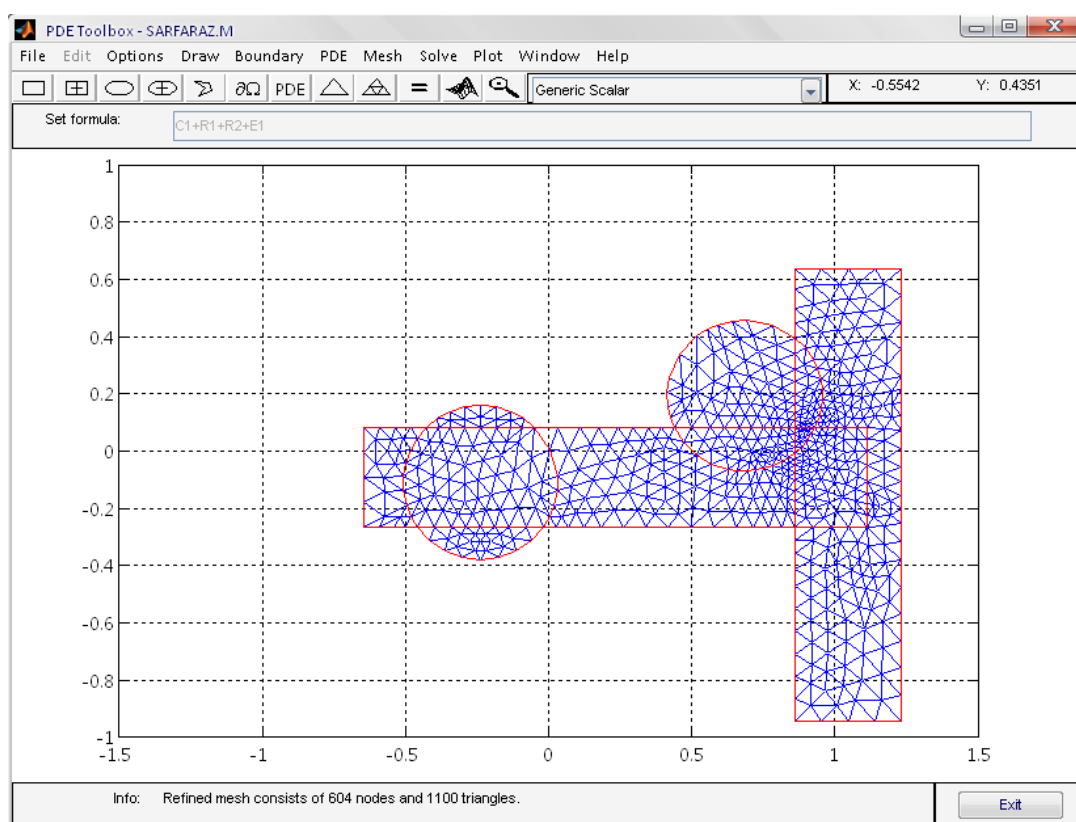 PDE Toolbox - SARFARAZ.M
File Edit Options Draw Boundary PDE Mesh Solve Plot Window Help
∂Ω PDE = Generic Scalar X: -0.5542 Y: 0.4351
Set formula: C1+R1+R2+E1
1
0.8
0.6
0.4
0.2
0
-0.2
-0.4
-0.6
-0.8
-1
-1.5 -1 -0.5 0 0.5 1 1.5
Info: Refined mesh consists of 604 nodes and 1100 triangles. Exit